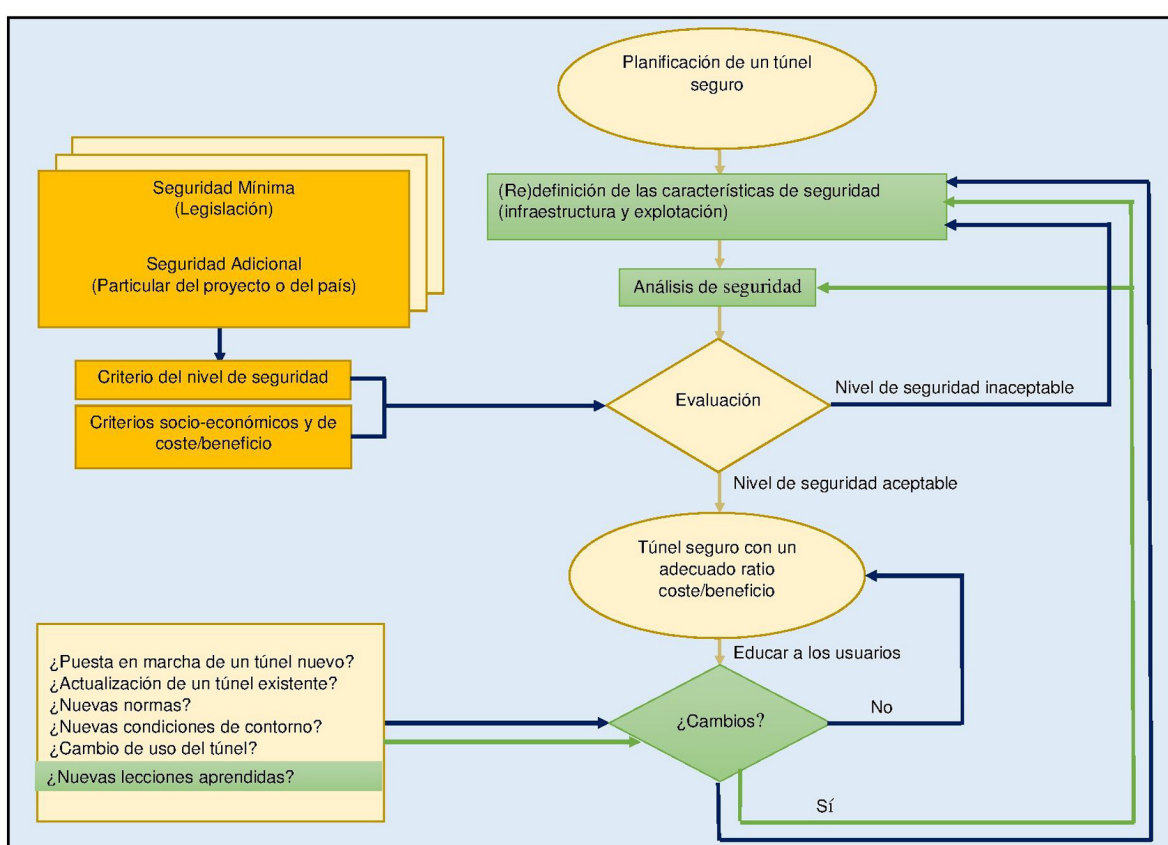 Planificación de un túnel
seguro
(Re)definición de las características de seguridad
(infraestructura y explotación)
Seguridad Mínima
(Legislación)
Seguridad Adicional
(Particular del proyecto o del país)
Análisis de seguridad
Criterio del nivel de seguridad
Criterios socio-económicos y de
coste/beneficio
Evaluación
Nivel de seguridad inaceptable
Nivel de seguridad aceptable
Túnel seguro con un
adecuado ratio
coste/beneficio
Educar a los usuarios
¿Puesta en marcha de un túnel nuevo?
¿Actualización de un túnel existente?
¿Nuevas normas?
¿Nuevas condiciones de contorno?
¿Cambio de uso del túnel?
¿Nuevas lecciones aprendidas?
¿Cambios?
No
Sí